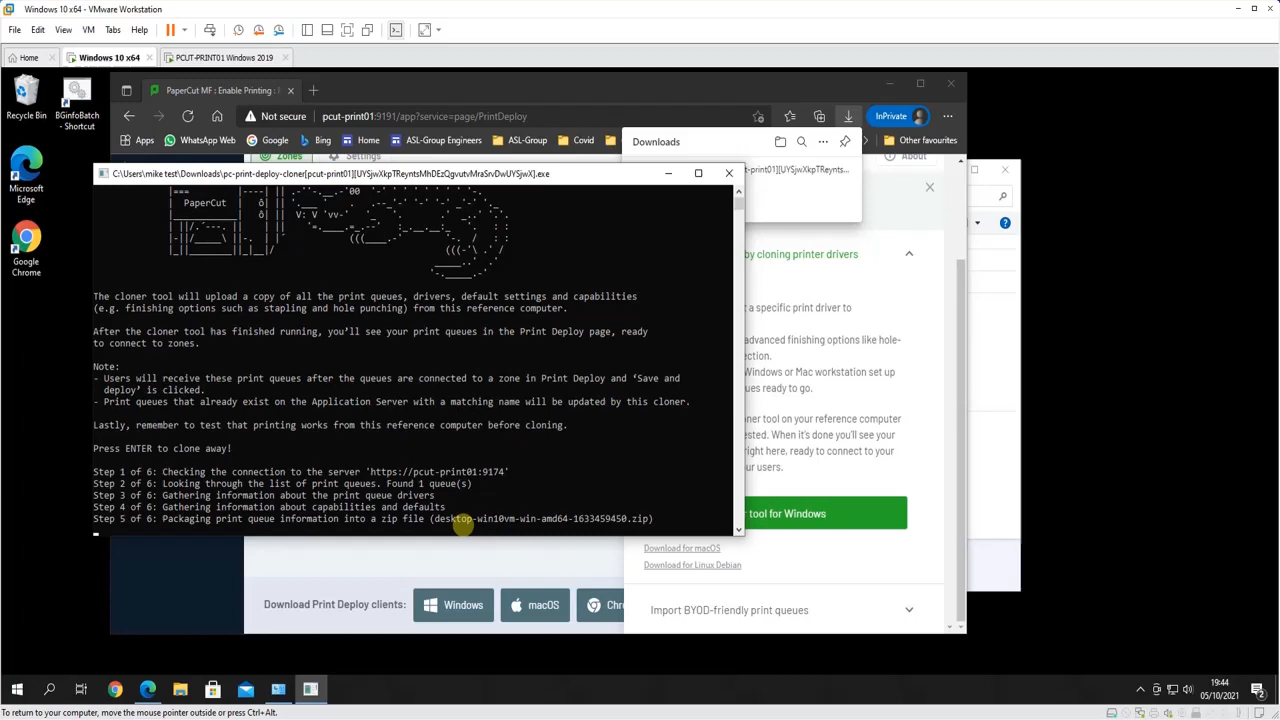 Windows 10 x64 - VMware Workstation
File Edit View VM Tabs Help
Home Windows 10 x64 PCUT-PRINT01 Windows 2019
Recycle Bin
BGinfoBatch - Shortcut
Microsoft Edge
Google Chrome
PaperCut MF : Enable Printing :
Not secure pcut-print01:9191/app?service=page/PrintDeploy InPrivate
Apps WhatsApp Web Google Bing HMG ASL-Group Engineers ASL-Group Covid Other favourites
Downloads
Zones Settings About
C:\Users\mike test\Downloads\pc-print-deploy-cloner[pcut-print01][UYSjwXkpTReyntsMhDEzQgvutvMraSrvDwUYSjwX].exe
t-print01][UYSjwXkpTReynts...
PaperCut
The cloner tool will upload a copy of all the print queues, drivers, default settings and capabilities
(e.g. finishing options such as stapling and hole punching) from this reference computer.
After the cloner tool has finished running, you'll see your print queues in the Print Deploy page, ready
to connect to zones.
Note:
- Users will receive these print queues after the queues are connected to a zone in Print Deploy and ‘Save and
deploy’ is clicked.
- Print queues that already exist on the Application Server with a matching name will be updated by this cloner.
Lastly, remember to test that printing works from this reference computer before cloning.
Press ENTER to clone away!
Step 1 of 6: Checking the connection to the server 'https://pcut-print01:9174'
Step 2 of 6: Looking through the list of print queues. Found 1 queue(s)
Step 3 of 6: Gathering information about the print queue drivers
Step 4 of 6: Gathering information about capabilities and defaults
Step 5 of 6: Packaging print queue information into a zip file (desktop-win10vm-win-amd64-1633459450.zip)
by cloning printer drivers
t a specific print driver to
advanced finishing options like hole-
ection.
Windows or Mac workstation set up
ues ready to go.
ner tool on your reference computer
ested. When it's done you'll see your
right here, ready to connect to your
ur users.
tool for Windows
Download for macOS
Download for Linux Debian
Import BYOD-friendly print queues
Download Print Deploy clients: Windows macOS Chr
19:44
05/10/2021
2
To return to your computer, move the mouse pointer outside or press Ctrl+Alt.